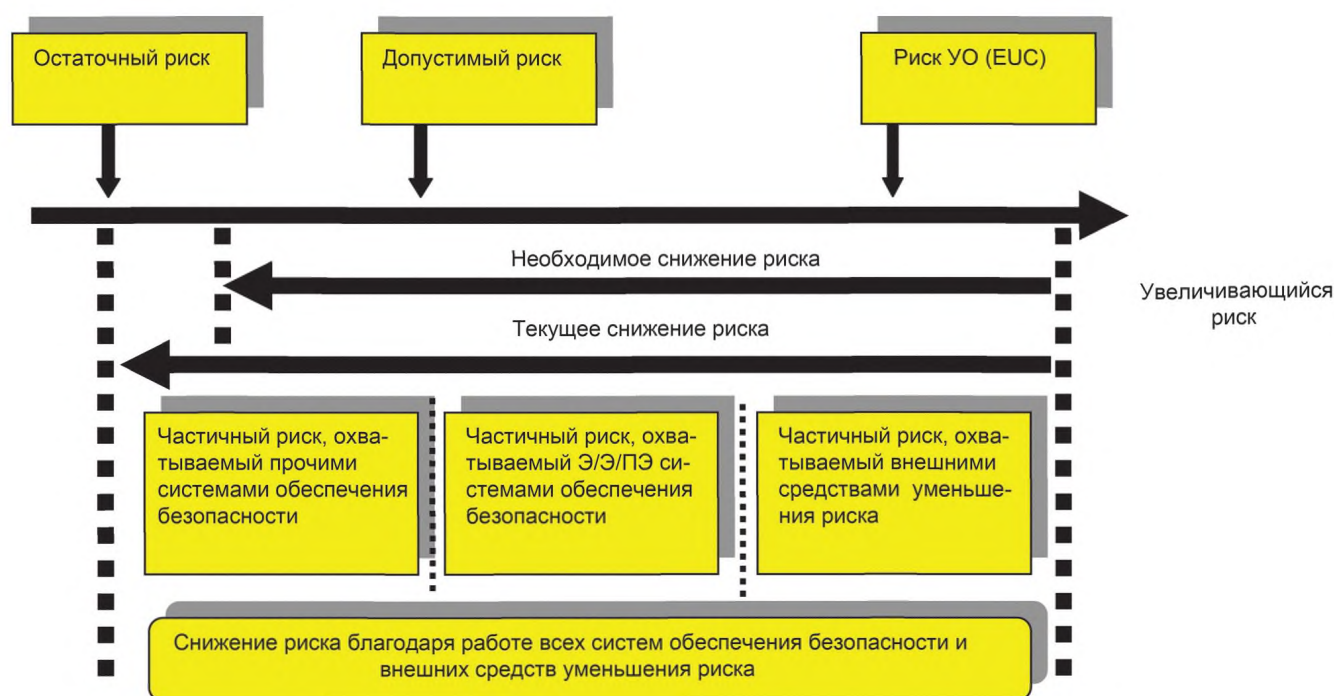 Остаточный риск
Допустимый риск
Риск УО (EUC)
Необходимое снижение риска
Увеличивающийся
риск
Текущее снижение риска
Частичный риск, охва-
тываемый прочими
системами обеспечения
безопасности
Частичный риск, охва-
тываемый Э/Э/ПЭ си-
стемами обеспечения
безопасности
Частичный риск, охва-
тываемый внешними
средствами уменьше-
ния риска
Снижение риска благодаря работе всех систем обеспечения безопасности и
внешних средств уменьшения риска